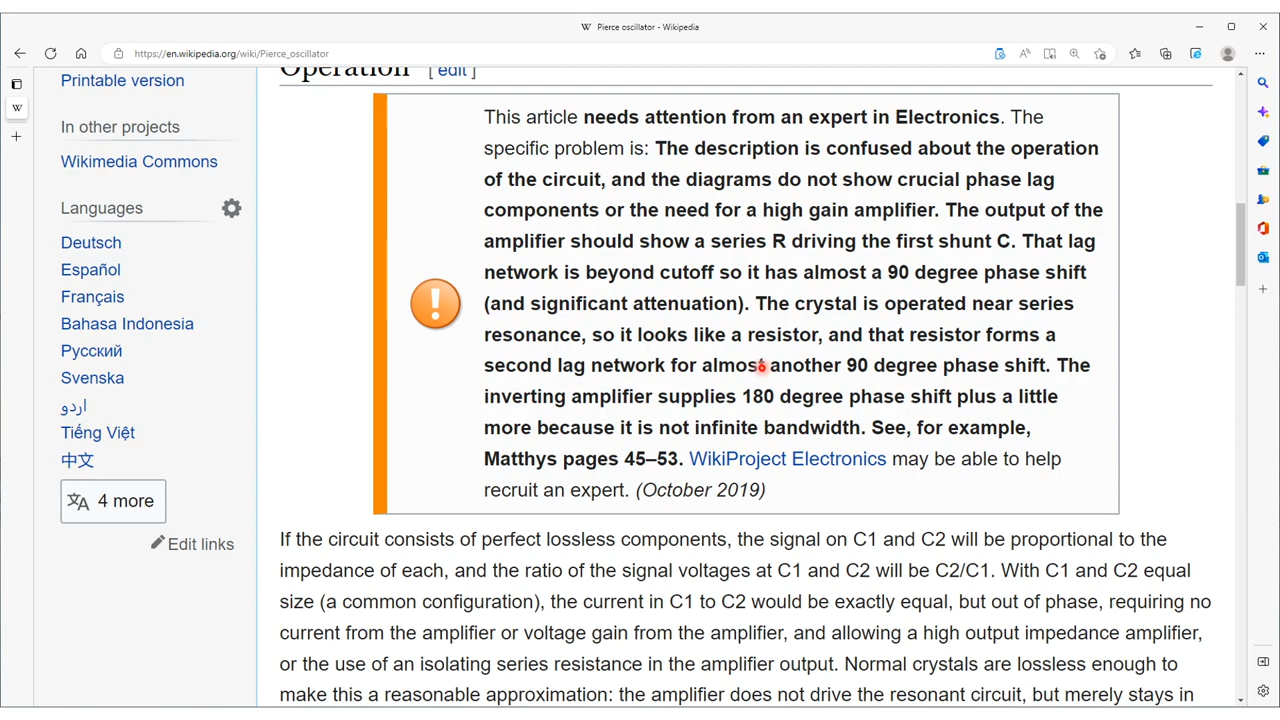 Pierce oscillator - Wikipedia
https://en.wikipedia.org/wiki/Pierce_oscillator
Printable version
In other projects
Wikimedia Commons
Languages
Deutsch
Español
Français
Bahasa Indonesia
Русский
Svenska
اردو
Tiếng Việt
中文
4 more
Edit links
Operation [ edit ]
This article needs attention from an expert in Electronics. The
specific problem is: The description is confused about the operation
of the circuit, and the diagrams do not show crucial phase lag
components or the need for a high gain amplifier. The output of the
amplifier should show a series R driving the first shunt C. That lag
network is beyond cutoff so it has almost a 90 degree phase shift
(and significant attenuation). The crystal is operated near series
resonance, so it looks like a resistor, and that resistor forms a
second lag network for almost another 90 degree phase shift. The
inverting amplifier supplies 180 degree phase shift plus a little
more because it is not infinite bandwidth. See, for example,
Matthys pages 45–53. WikiProject Electronics may be able to help
recruit an expert. (October 2019)
If the circuit consists of perfect lossless components, the signal on C1 and C2 will be proportional to the
impedance of each, and the ratio of the signal voltages at C1 and C2 will be C2/C1. With C1 and C2 equal
size (a common configuration), the current in C1 to C2 would be exactly equal, but out of phase, requiring no
current from the amplifier or voltage gain from the amplifier, and allowing a high output impedance amplifier,
or the use of an isolating series resistance in the amplifier output. Normal crystals are lossless enough to
make this a reasonable approximation: the amplifier does not drive the resonant circuit, but merely stays in